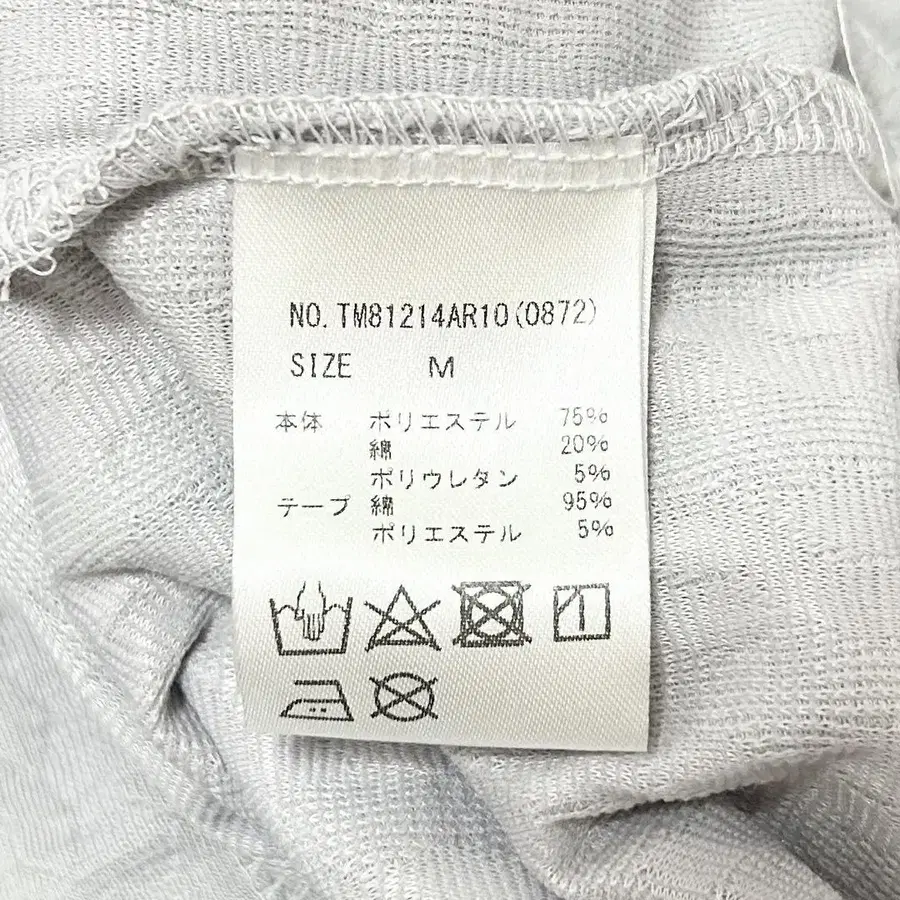 NO. TM81214AR10(0872)
SIZE M
本体 ポリエステル 75%
綿 20%
ポリウレタン 5%
テープ 綿 95%
ポリエステル 5%